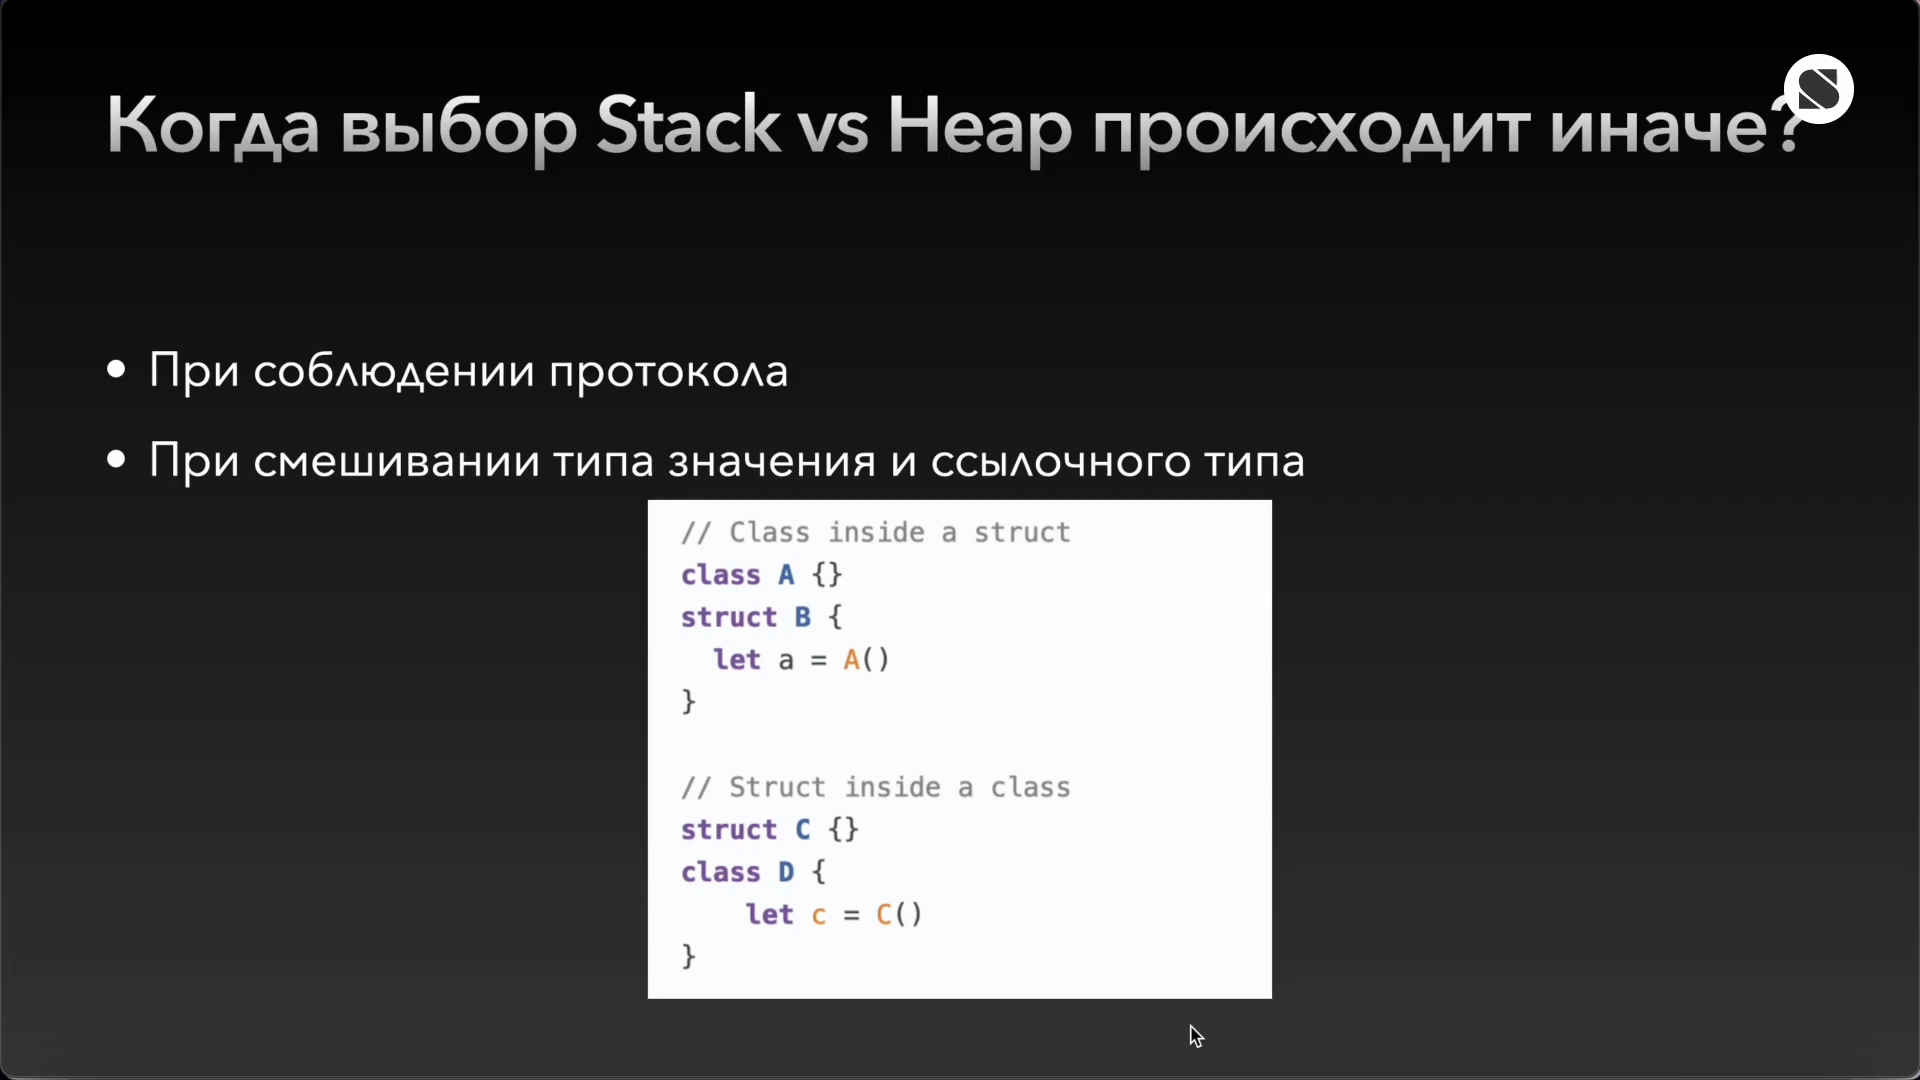 Когда выбор Stack vs Heap происходит иначе?
• При соблюдении протокола
• При смешивании типа значения и ссылочного типа
// Class inside a struct
class A {}
struct B {
  let a = A()
}
// Struct inside a class
struct C {}
class D {
    let c = C()
}